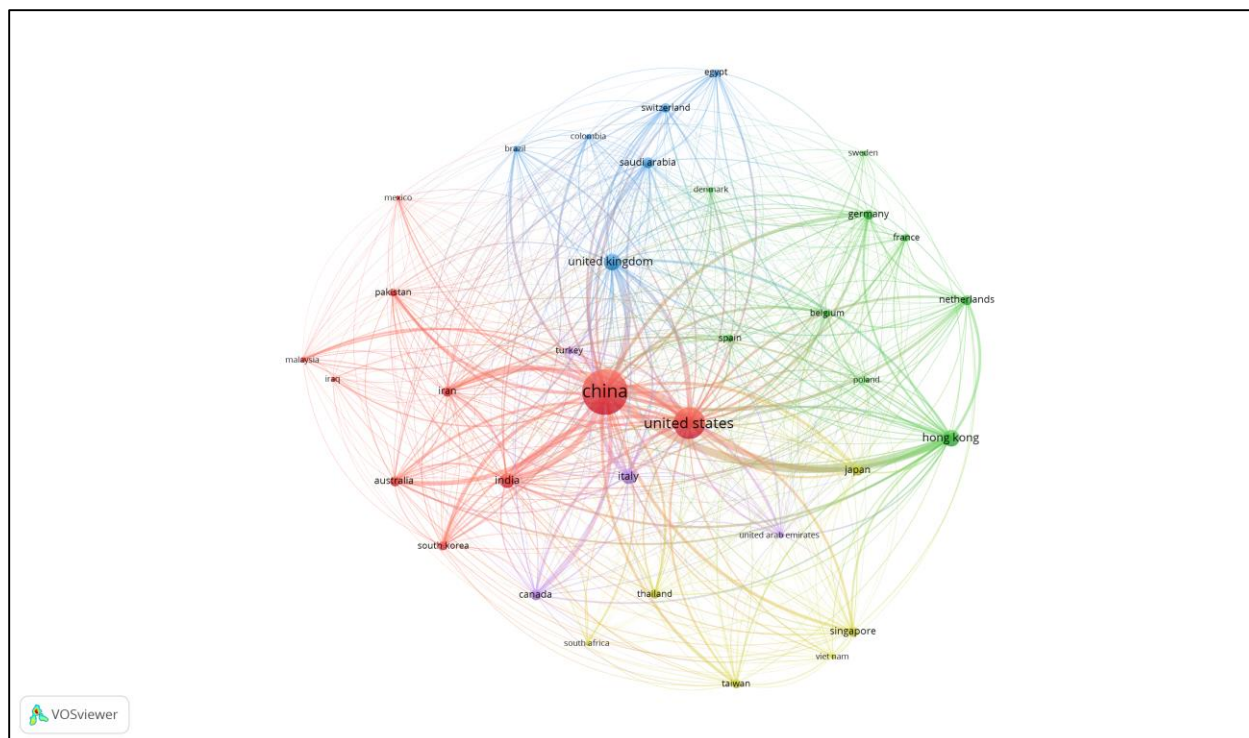 egypt
switzerland
colombia
brazil
saudi arabia
sweden
denmark
mexico
germany
france
united kingdom
pakistan
netherlands
belgium
spain
turkey
malaysia
iraq
poland
iran
china
united states
hong kong
japan
italy
australia
india
united arab emirates
south korea
canada
thailand
singapore
south africa
viet nam
taiwan
VOSviewer